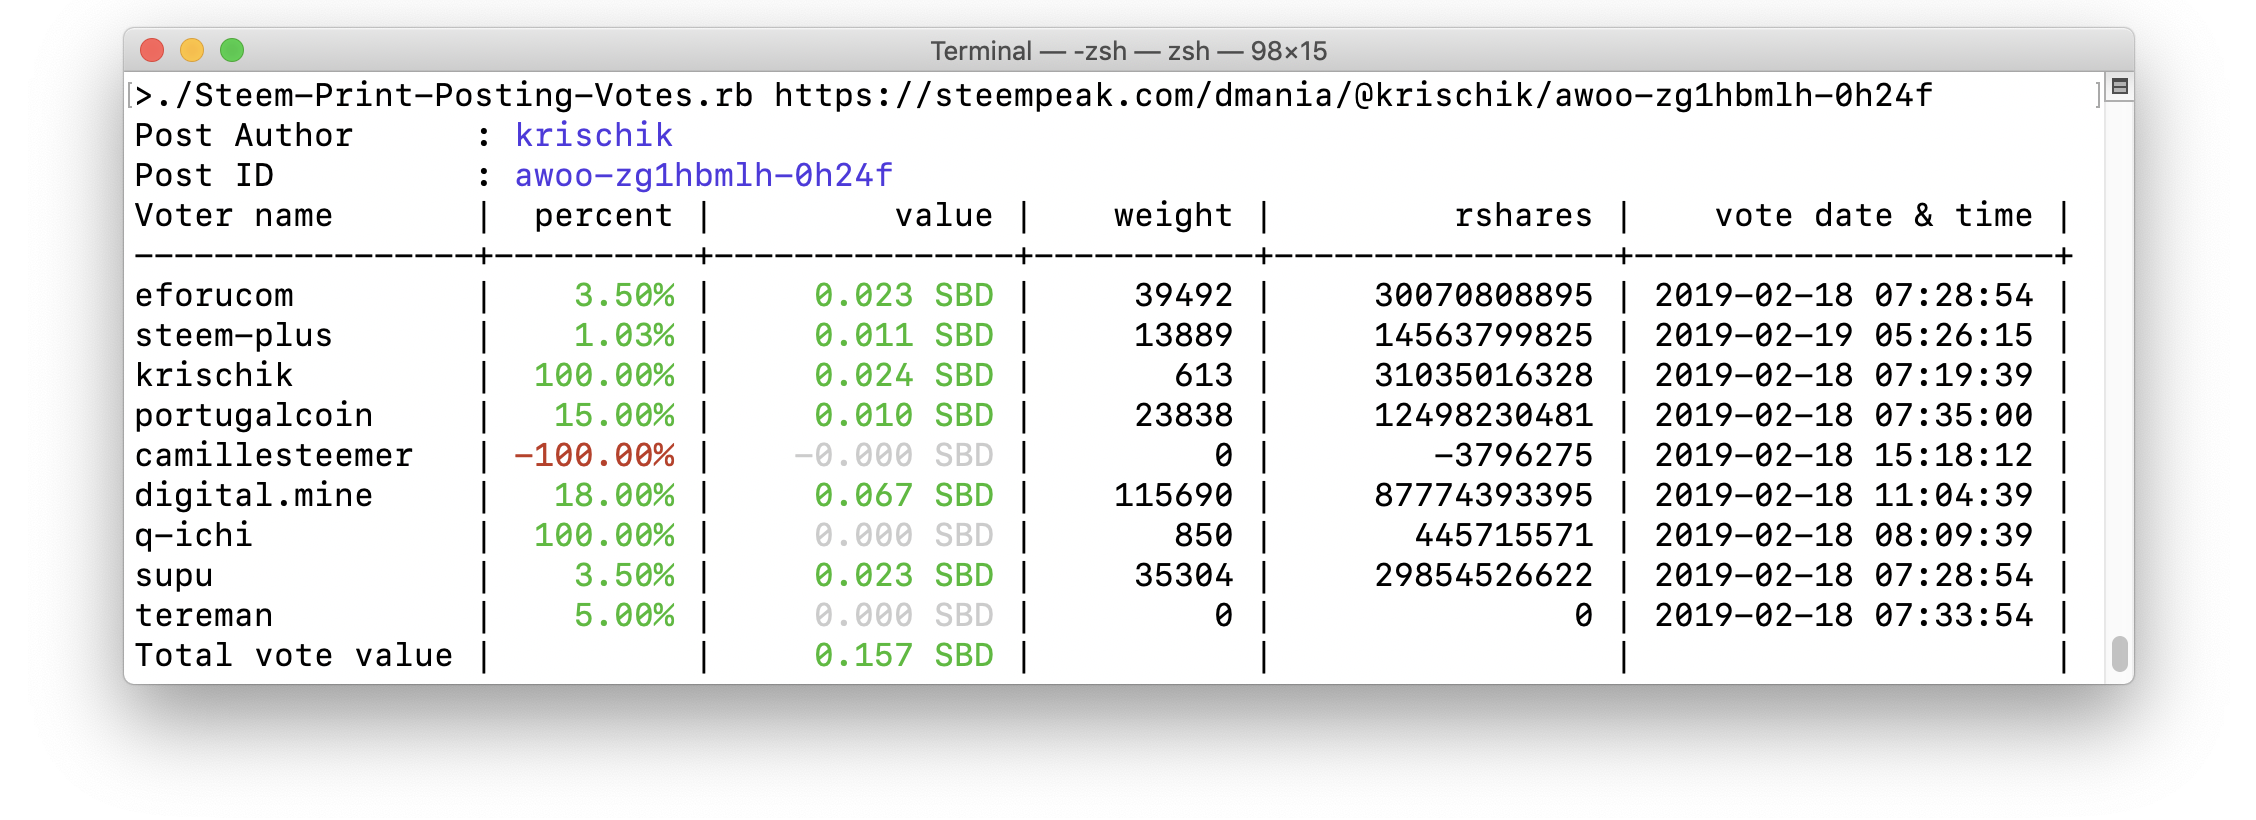 Terminal — -zsh — zsh — 98×15
>./Steem-Print-Posting-Votes.rb https://steempeak.com/dmania/@krischik/awoo-zg1hbmlh-0h24f
Post Author      : krischik
Post ID          : awoo-zg1hbmlh-0h24f
Voter name       |  percent |         value |    weight |         rshares |    vote date & time |
-----------------+----------+---------------+-----------+-----------------+---------------------+
eforucom         |    3.50% |     0.023 SBD |     39492 |     30070808895 | 2019-02-18 07:28:54 |
steem-plus       |    1.03% |     0.011 SBD |     13889 |     14563799825 | 2019-02-19 05:26:15 |
krischik         |  100.00% |     0.024 SBD |       613 |     31035016328 | 2019-02-18 07:19:39 |
portugalcoin     |   15.00% |     0.010 SBD |     23838 |     12498230481 | 2019-02-18 07:35:00 |
camillesteemer   | -100.00% |    -0.000 SBD |         0 |        -3796275 | 2019-02-18 15:18:12 |
digital.mine     |   18.00% |     0.067 SBD |    115690 |     87774393395 | 2019-02-18 11:04:39 |
q-ichi           |  100.00% |     0.000 SBD |       850 |       445715571 | 2019-02-18 08:09:39 |
supu             |    3.50% |     0.023 SBD |     35304 |     29854526622 | 2019-02-18 07:28:54 |
tereman          |    5.00% |     0.000 SBD |         0 |               0 | 2019-02-18 07:33:54 |
Total vote value |          |     0.157 SBD |           |                 |                     |